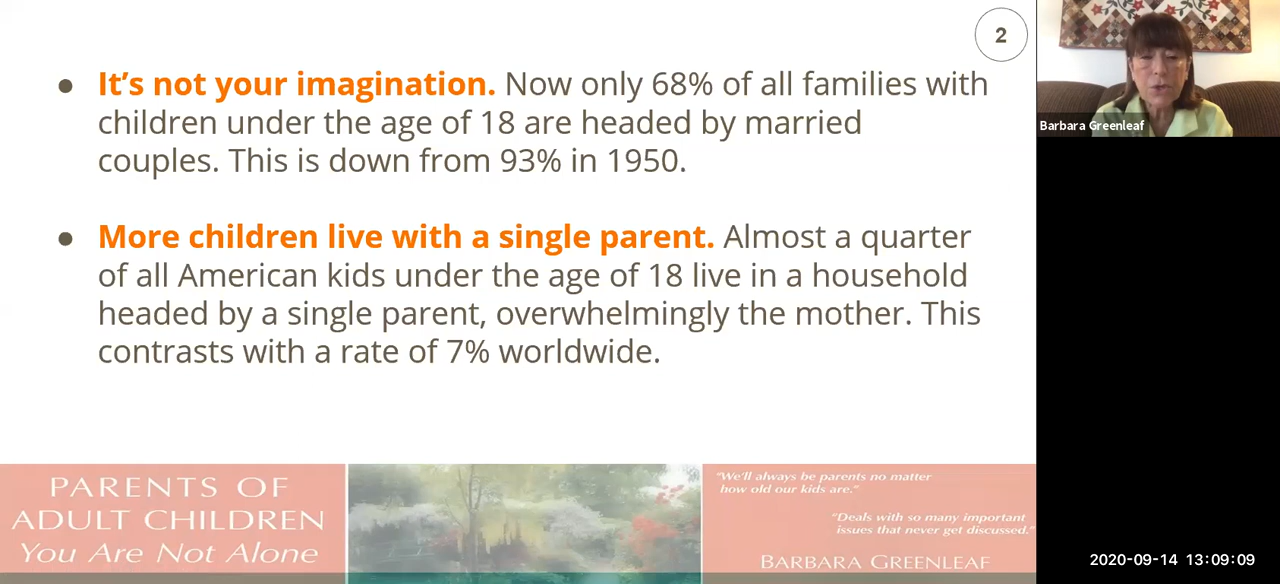 2
● It’s not your imagination. Now only 68% of all families with
children under the age of 18 are headed by married
couples. This is down from 93% in 1950.
● More children live with a single parent. Almost a quarter
of all American kids under the age of 18 live in a household
headed by a single parent, overwhelmingly the mother. This
contrasts with a rate of 7% worldwide.
PARENTS OF
ADULT CHILDREN
You Are Not Alone
"We'll always be parents no matter
how old our kids are."
"Deals with so many important
issues that never get discussed."
BARBARA GREENLEAF
Barbara Greenleaf
2020-09-14 13:09:09